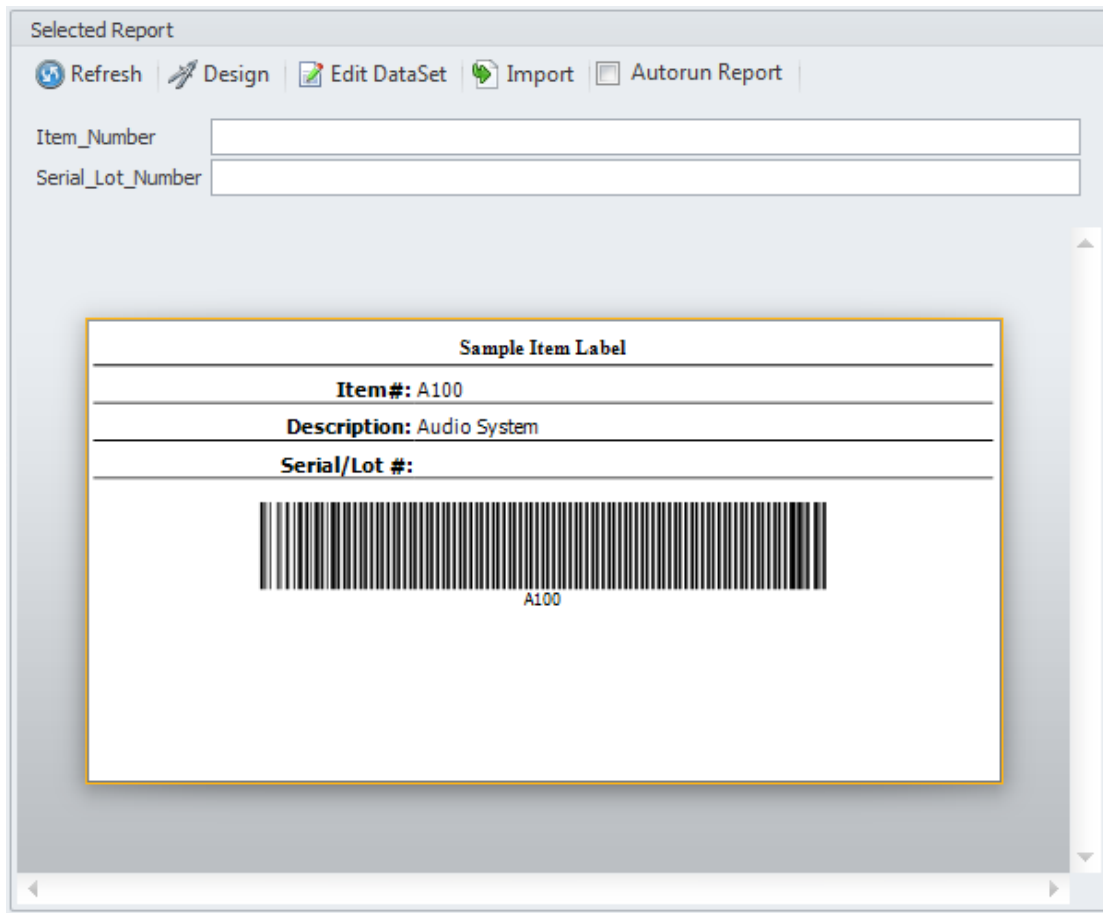 Selected Report
Refresh Design Edit DataSet Import Autorun Report
Item_Number
Serial_Lot_Number
Sample Item Label
Item#: A100
Description: Audio System
Serial/Lot #:
A100